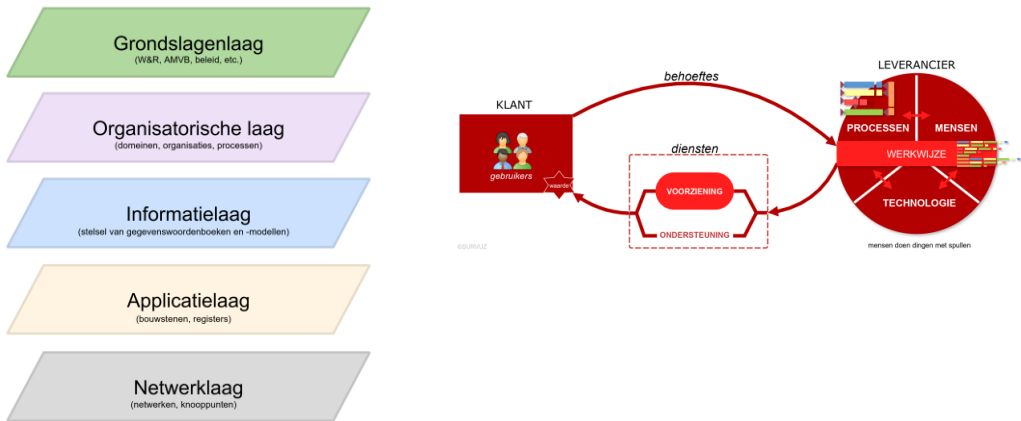 Grondslagenlaag
(W&R, AMVB, beleid, etc.)
Organisatorische laag
(domeinen, organisaties, processen)
Informatielaag
(stelsel van gegevenswoordenboeken en -modellen)
Applicatielaag
(bouwstenen, registers)
Netwerklaag
(netwerken, knooppunten)
KLANT
gebruikers
waarde
behoeftes
diensten
VOORZIENING
ONDERSTEUNING
LEVERANCIER
PROCESSEN
MENSEN
WERKWIJZE
TECHNOLOGIE
mensen doen dingen met spullen
©SURVUZ